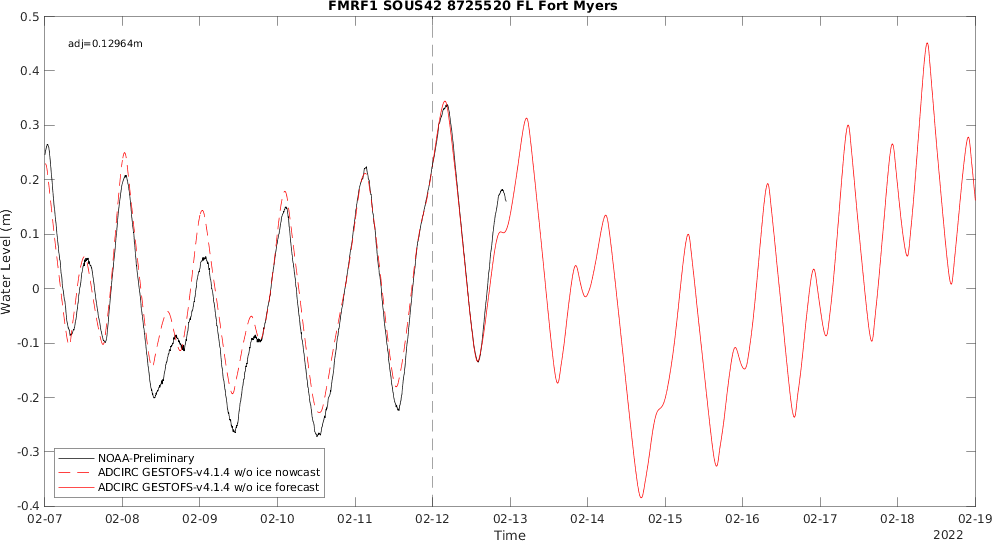 FMRF1 SOUS42 8725520 FL Fort Myers
adj=0.12964m
Water Level (m)
0.5
0.4
0.3
0.2
0.1
0
-0.1
-0.2
-0.3
-0.4
NOAA-Preliminary
ADCIRC GESTOFS-v4.1.4 w/o ice nowcast
ADCIRC GESTOFS-v4.1.4 w/o ice forecast
02-07 02-08 02-09 02-10 02-11 02-12 02-13 02-14 02-15 02-16 02-17 02-18 02-19
Time
2022